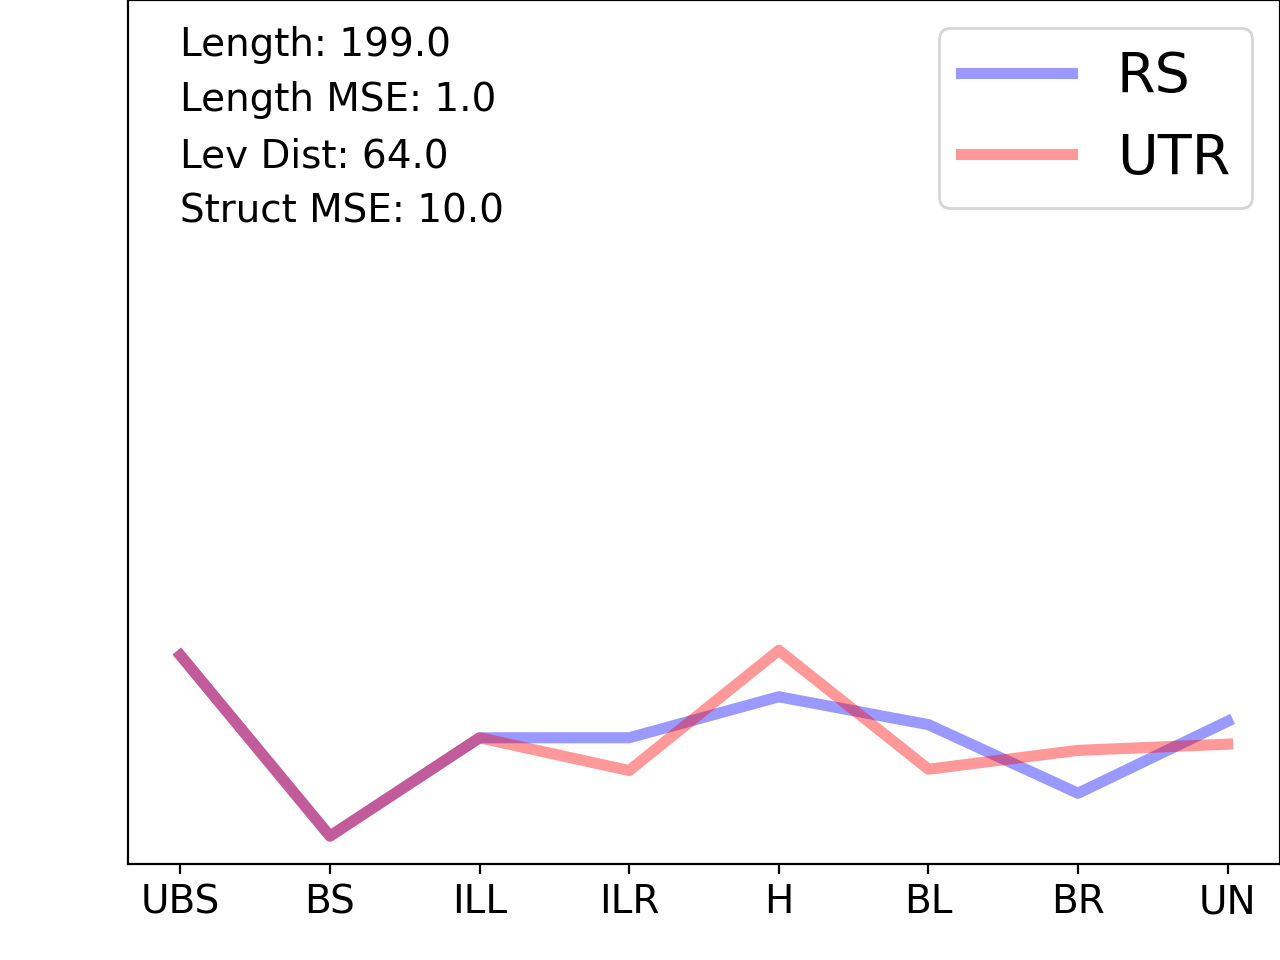 Length: 199.0
Length MSE: 1.0
Lev Dist: 64.0
Struct MSE: 10.0
RS
UTR
UBS BS ILL ILR H BL BR UN